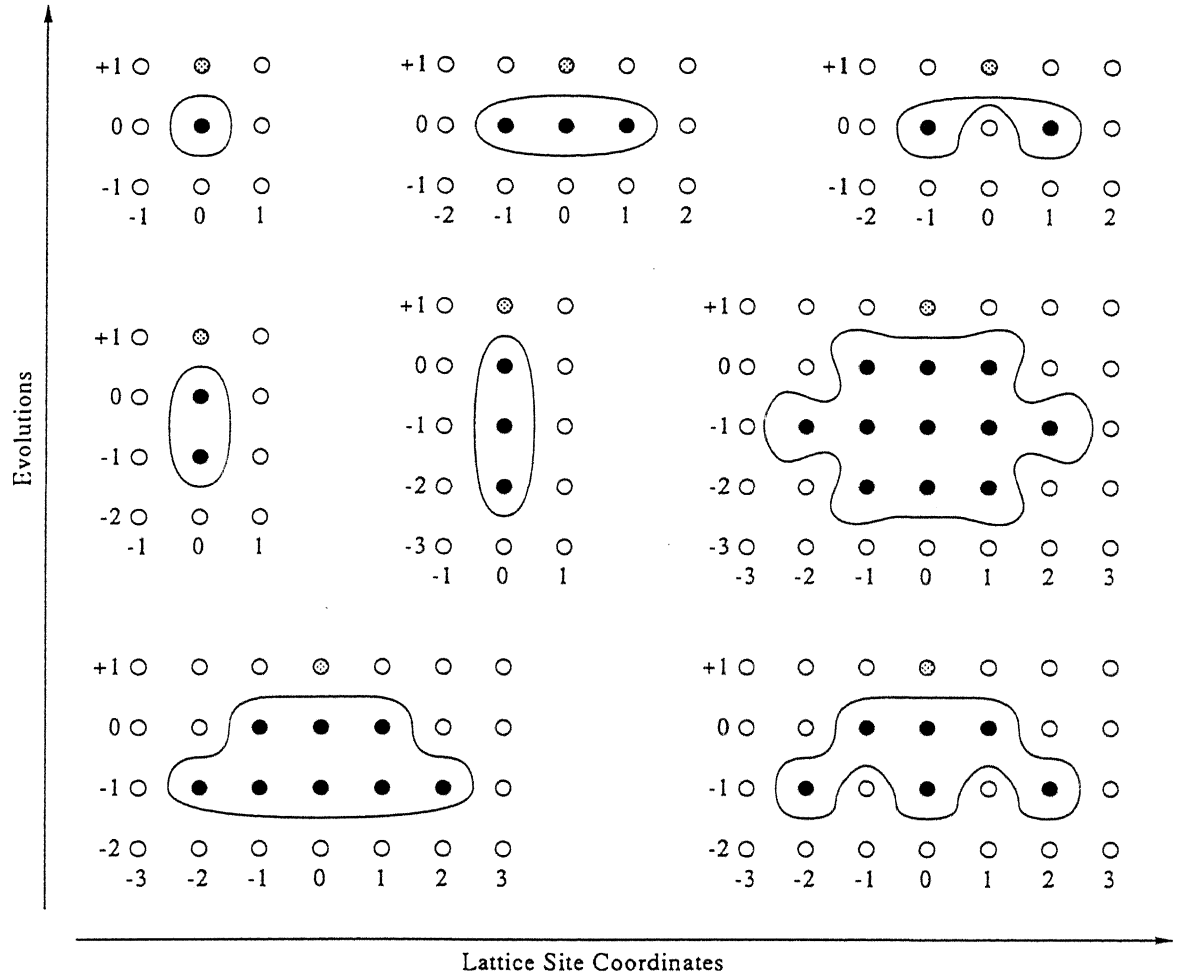 +1 +1 +1
0 0 0
-1 -1 -1
-1 0 1 -2 -1 0 1 2 -2 -1 0 1 2
+1 +1
+1
0 0
0
-1 -1
-1
-2 -2
-2
-1 0 1
-3 -3
-1 0 1 -3 -2 -1 0 1 2 3
Evolutions
+1 +1
0 0
-1 -1
-2 -2
-3 -2 -1 0 1 2 3 -3 -2 -1 0 1 2 3
Lattice Site Coordinates